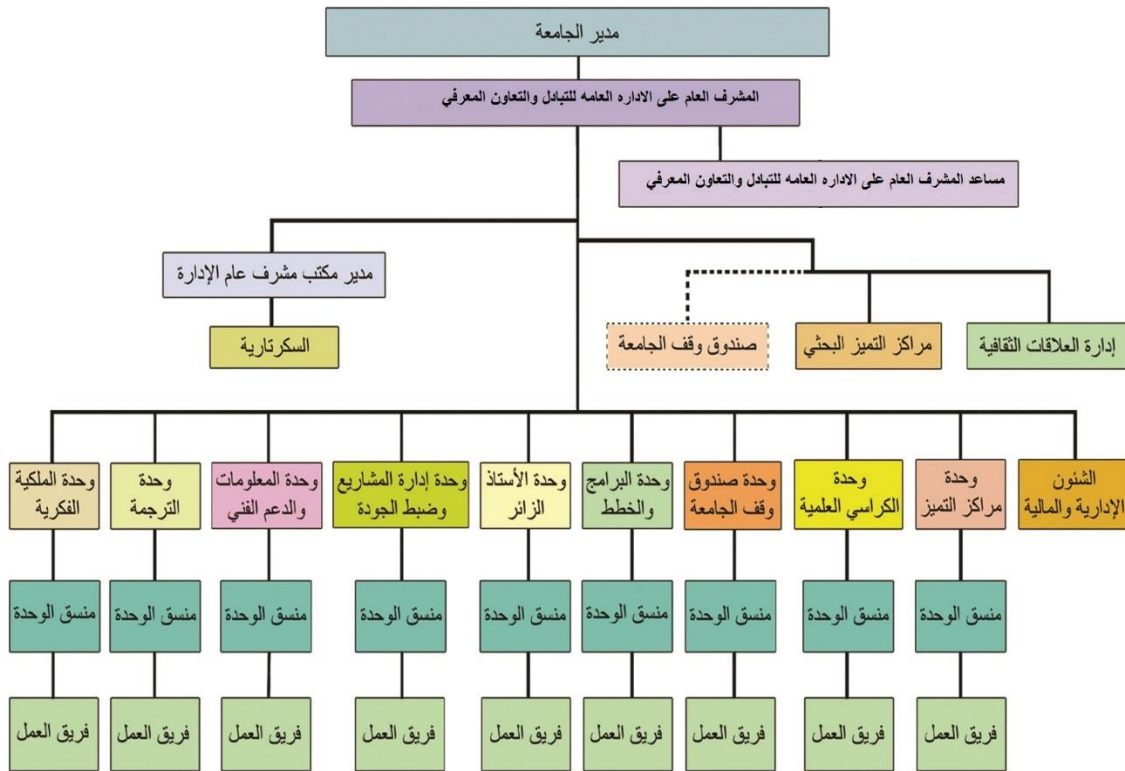 مدير الجامعة
المشرف العام على الاداره العامه للتبادل والتعاون المعرفي
مساعد المشرف العام على الاداره العامه للتبادل والتعاون المعرفي
مدير مكتب مشرف عام الإدارة
السكرتارية
إدارة العلاقات الثقافية
مراكز التميز البحثي
صندوق وقف الجامعة
الشئون
الإدارية والمالية
وحدة
مراكز التميز
وحدة
الكراسي العلمية
وحدة صندوق
وقف الجامعة
وحدة البرامج
والخطط
وحدة الأستاذ
الزائر
وحدة إدارة المشاريع
وضبط الجودة
وحدة المعلومات
والدعم الفني
وحدة
الترجمة
وحدة الملكية
الفكرية
منسق الوحدة
منسق الوحدة
منسق الوحدة
منسق الوحدة
منسق الوحدة
منسق الوحدة
منسق الوحدة
منسق الوحدة
منسق الوحدة
فريق العمل
فريق العمل
فريق العمل
فريق العمل
فريق العمل
فريق العمل
فريق العمل
فريق العمل
فريق العمل